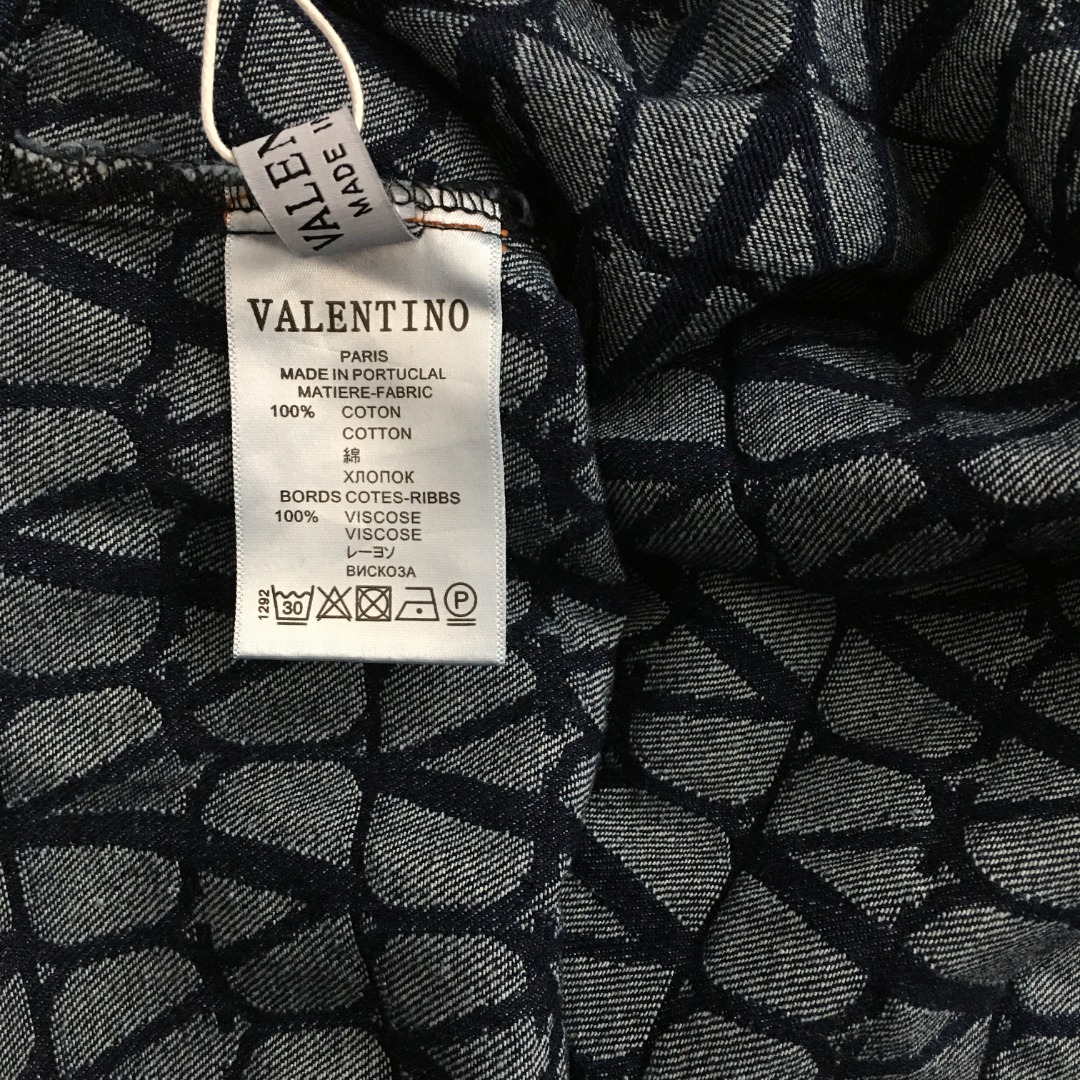 VALEN
MADE I
VALENTINO
PARIS
MADE IN PORTUCLAL
MATIERE-FABRIC
100% COTON
COTTON
綿
ХЛОПОК
BORDS COTES-RIBBS
100% VISCOSE
VISCOSE
レーヨソ
ВИСКОЗА
1292 30 P